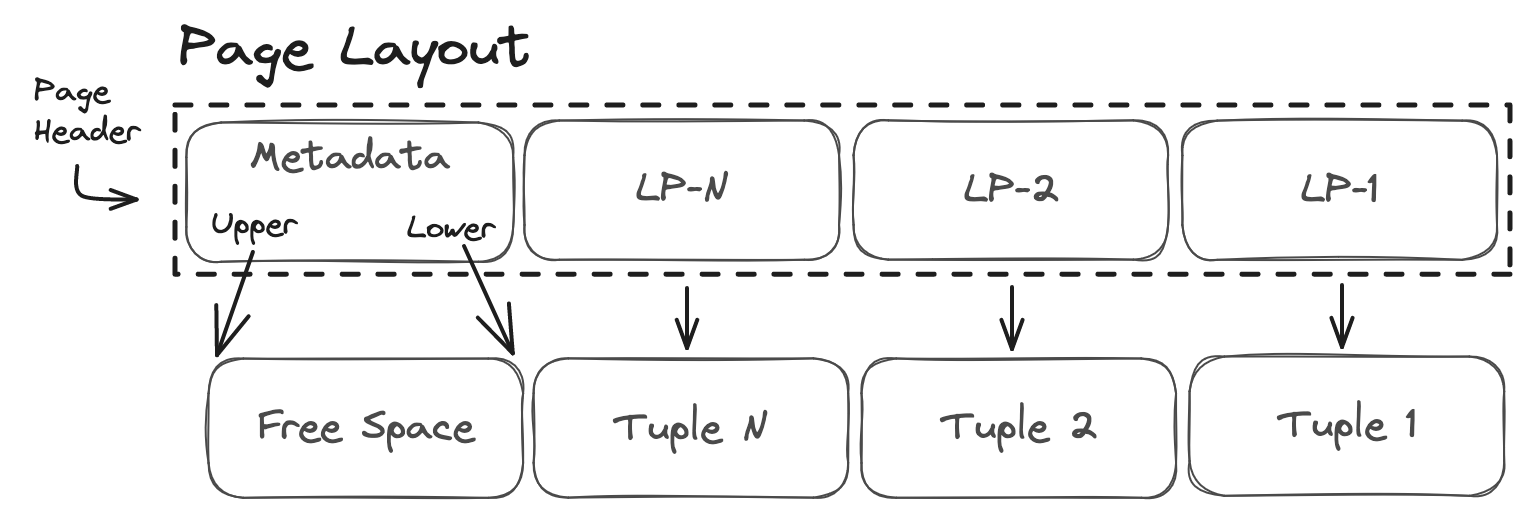 Page Layout
Page
Header
Metadata
Upper
Lower
LP-N
LP-2
LP-1
Free Space
Tuple N
Tuple 2
Tuple 1